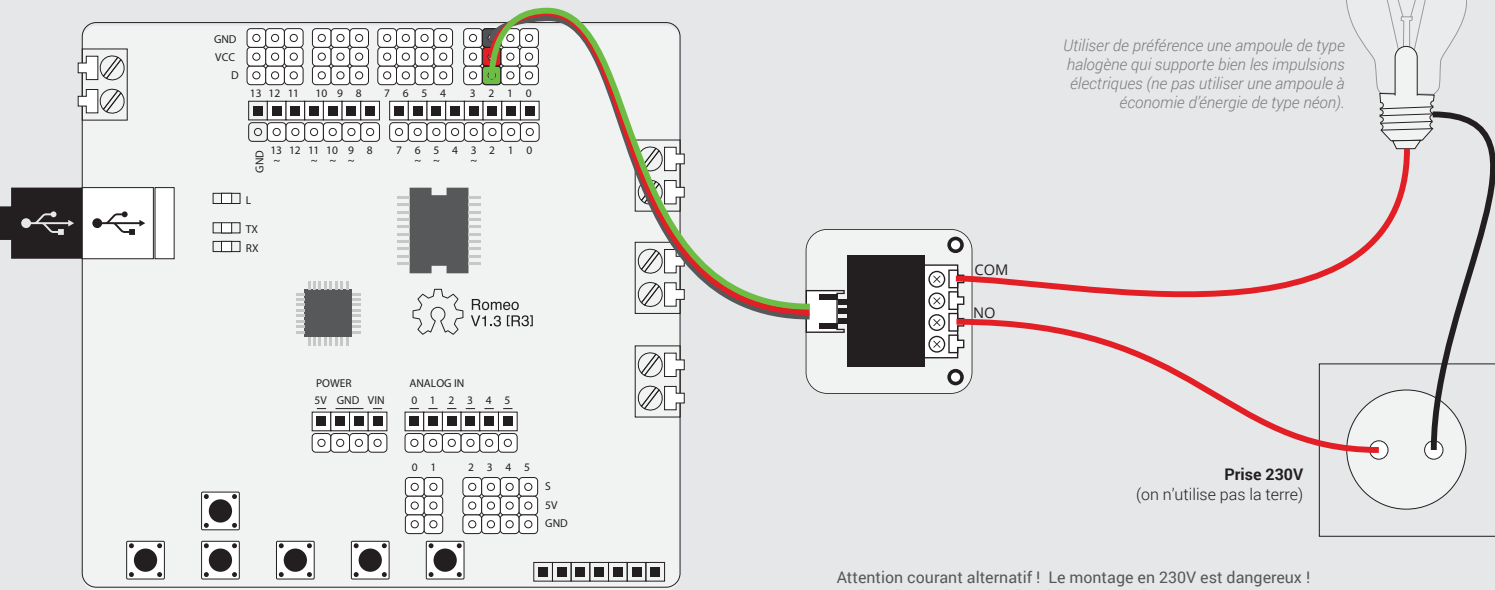 GND
VCC
D
13 12 11 10 9 8 7 6 5 4 3 2 1 0
GND 13 12 11 10 9 8 7 6 5 4 3 2 1 0
~ ~ ~ ~ ~ ~ ~
L
TX
RX
Romeo
V1.3 [R3]
POWER
5V GND VIN
ANALOG IN
0 1 2 3 4 5
0 1 2 3 4 5
S
5V
GND
COM
NO
Utiliser de préférence une ampoule de type
halogène qui supporte bien les impulsions
électriques (ne pas utiliser une ampoule à
économie d'énergie de type néon).
Prise 230V
(on n'utilise pas la terre)
Attention courant alternatif ! Le montage en 230V est dangereux !